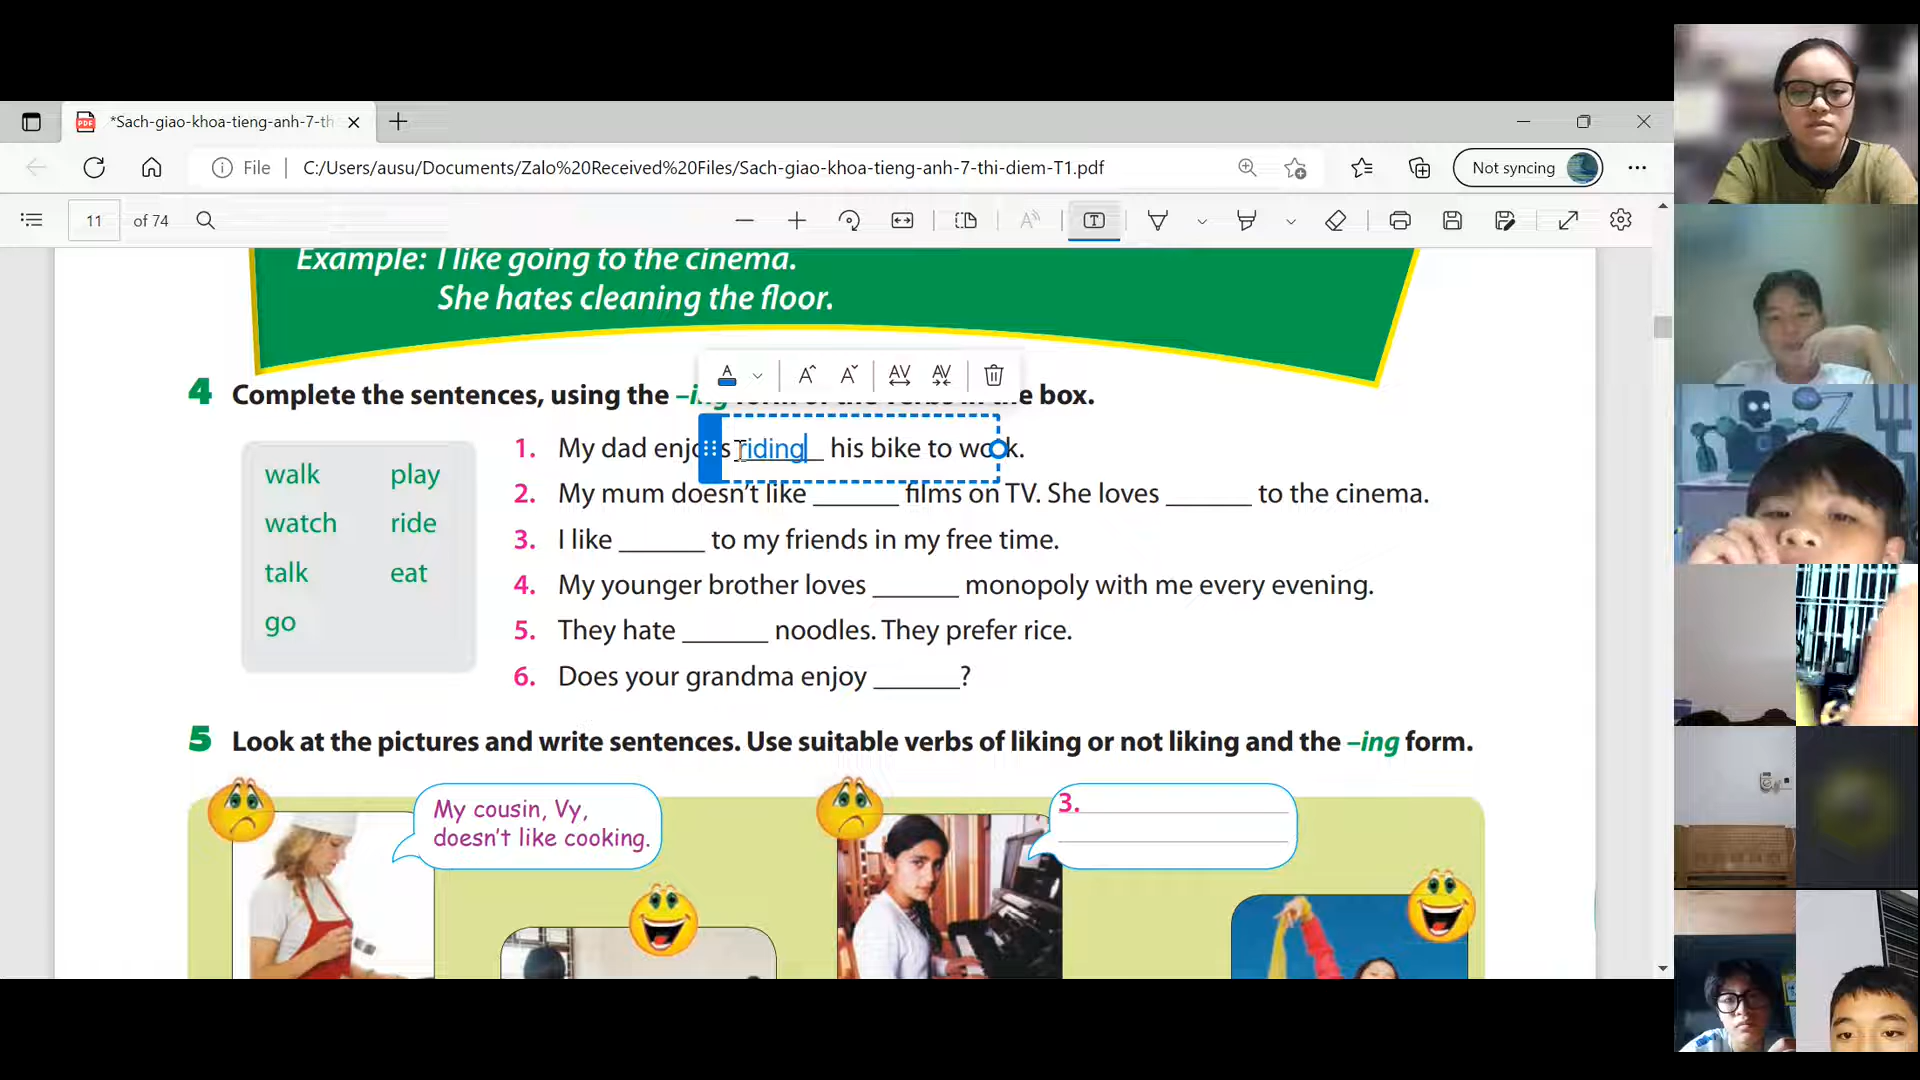 *Sach-giao-khoa-tieng-anh-7-th
File
C:/Users/ausu/Documents/Zalo%20Received%20Files/Sach-giao-khoa-tieng-anh-7-thi-diem-T1.pdf
Not syncing
11 of 74
Example: I like going to the cinema.
She hates cleaning the floor.
4 Complete the sentences, using the –ing form of the verbs in the box.
walk play
watch ride
talk eat
go
1. My dad enjoys riding his bike to work.
2. My mum doesn't like ______ films on TV. She loves ______ to the cinema.
3. I like ______ to my friends in my free time.
4. My younger brother loves ______ monopoly with me every evening.
5. They hate ______ noodles. They prefer rice.
6. Does your grandma enjoy ______?
5 Look at the pictures and write sentences. Use suitable verbs of liking or not liking and the –ing form.
My cousin, Vy,
doesn't like cooking.
3.